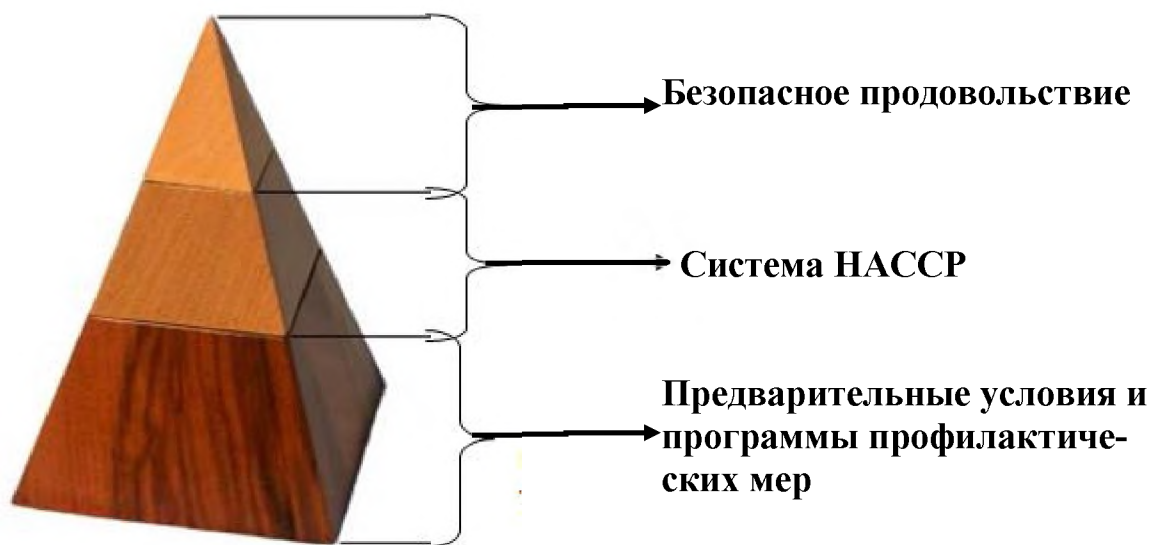 Безопасное продовольствие
Система НАССР
Предварительные условия и
программы профилактиче-
ских мер